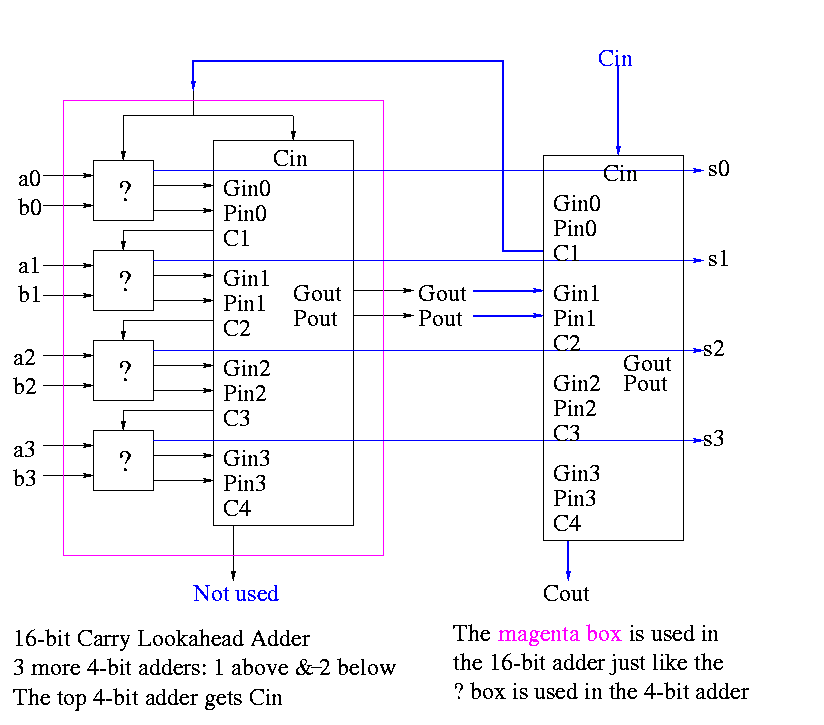 Cin
Cin
Cin
a0
b0
?
Gin0
Pin0
C1
a1
b1
?
Gin1
Pin1
C2
a2
b2
?
Gin2
Pin2
C3
a3
b3
?
Gin3
Pin3
C4
Gout
Pout
Gout
Pout
Gin0
Pin0
C1
Gin1
Pin1
C2
Gout
Pout
Gin2
Pin2
C3
Gin3
Pin3
C4
s0
s1
s2
s3
Not used
Cout
16-bit Carry Lookahead Adder
3 more 4-bit adders: 1 above & 2 below
The top 4-bit adder gets Cin
The magenta box is used in
the 16-bit adder just like the
? box is used in the 4-bit adder